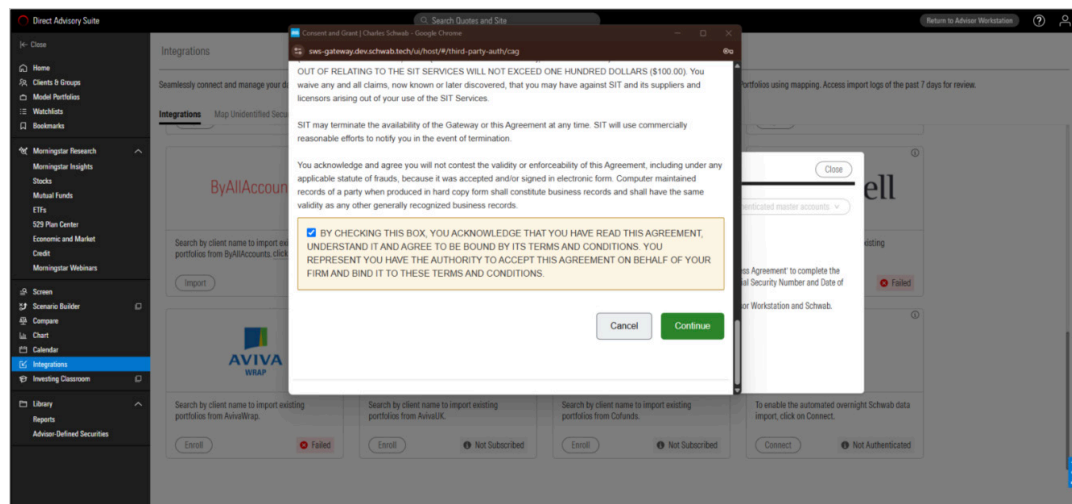 Direct Advisory Suite
Search Quotes and Site
Return to Advisor Workstation
Close
Home
Clients & Groups
Model Portfolios
Watchlists
Bookmarks
Morningstar Research
Morningstar Insights
Stocks
Mutual Funds
ETFs
529 Plan Center
Economic and Market
Credit
Morningstar Webinars
Screen
Scenario Builder
Compare
Chart
Calendar
Integrations
Investing Classroom
Library
Reports
Advisor-Defined Securities
Integrations
Seamlessly connect and manage your
ortfolios using mapping. Access import logs of the past 7 days for review.
Integrations
Map Unidentified Secu
ByAllAccoun
Search by client name to import exi
portfolios from ByAllAccounts. click
Import
Consent and Grant | Charles Schwab - Google Chrome
sws-gateway.dev.schwab.tech/ui/host/#/third-party-auth/cag
OUT OF RELATING TO THE SIT SERVICES WILL NOT EXCEED ONE HUNDRED DOLLARS ($100.00). You
waive any and all claims, now known or later discovered, that you may have against SIT and its suppliers and
licensors arising out of your use of the SIT Services.
SIT may terminate the availability of the Gateway or this Agreement at any time. SIT will use commercially
reasonable efforts to notify you in the event of termination.
You acknowledge and agree you will not contest the validity or enforceability of this Agreement, including under any
applicable statute of frauds, because it was accepted and/or signed in electronic form. Computer maintained
records of a party when produced in hard copy form shall constitute business records and shall have the same
validity as any other generally recognized business records.
BY CHECKING THIS BOX, YOU ACKNOWLEDGE THAT YOU HAVE READ THIS AGREEMENT,
UNDERSTAND IT AND AGREE TO BE BOUND BY ITS TERMS AND CONDITIONS. YOU
REPRESENT YOU HAVE THE AUTHORITY TO ACCEPT THIS AGREEMENT ON BEHALF OF YOUR
FIRM AND BIND IT TO THESE TERMS AND CONDITIONS.
Cancel
Continue
Close
enticated master accounts
ell
existing
ss Agreement' to complete the
ial Security Number and Date of
or Workstation and Schwab.
Failed
AVIVA
WRAP
Search by client name to import existing
portfolios from AvivaWrap.
Enroll
Failed
Search by client name to import existing
portfolios from AvivaUK.
Enroll
Not Subscribed
Search by client name to import existing
portfolios from Cofunds.
Enroll
Not Subscribed
To enable the automated overnight Schwab data
import, click on Connect.
Connect
Not Authenticated